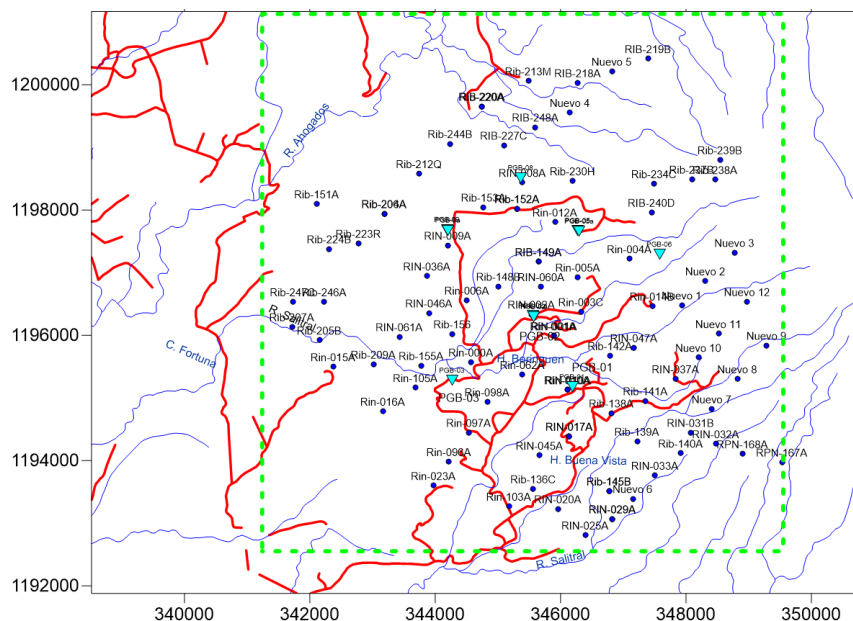 RIB-219B
Nuevo 5
1200000
Rib-213M
RIB-218A
Rib-220A
Nuevo 4
RIB-248A
R. Ahogados
Rib-244B
RIB-227C
Rib-239B
Rib-212Q
PGB-08
RIN-008A
Rib-230H
Rib-234C
Rib-238A
Rib-151A
1198000
Rib-152A
RIB-240D
Rin-012A
PGB-05a
Rib-223R
Rib-224B
RIN-009A
RIB-149A
Rin-004A
PGB-06
Nuevo 3
RIN-036A
Rib-148B
RIN-060A
Rin-005A
Nuevo 2
Rib-246A
Rin-006A
Rin-003C
Rin-014B
Nuevo 1
Nuevo 12
RIN-046A
R. Salitral
Rib-205B
RIN-061A
Rib-156
Rin-001A
PGB-02
Nuevo 11
1196000
C. Fortuna
Rin-015A
Rib-209A
Rib-155A
Rin-000A
H. Borinquen
Rib-142A
RIN-047A
Nuevo 10
Nuevo 9
PGB-03
Rin-062A
PGB-01
RIN-037A
Nuevo 8
Rin-105A
PGB-03
Rin-098A
Rib-141A
Rin-016A
Rib-138A
Nuevo 7
Rin-097A
RIN-017A
RIN-031B
Rib-139A
RIN-032A
1194000
RIN-045A
H. Buena Vista
Rib-140A
RPN-168A
RPN-167A
Rin-023A
Rib-136C
RIN-033A
Rib-145B
Nuevo 6
Rin-103A
RIN-020A
RIN-029A
RIN-025A
R. Salitral
1192000
340000
342000
344000
346000
348000
350000